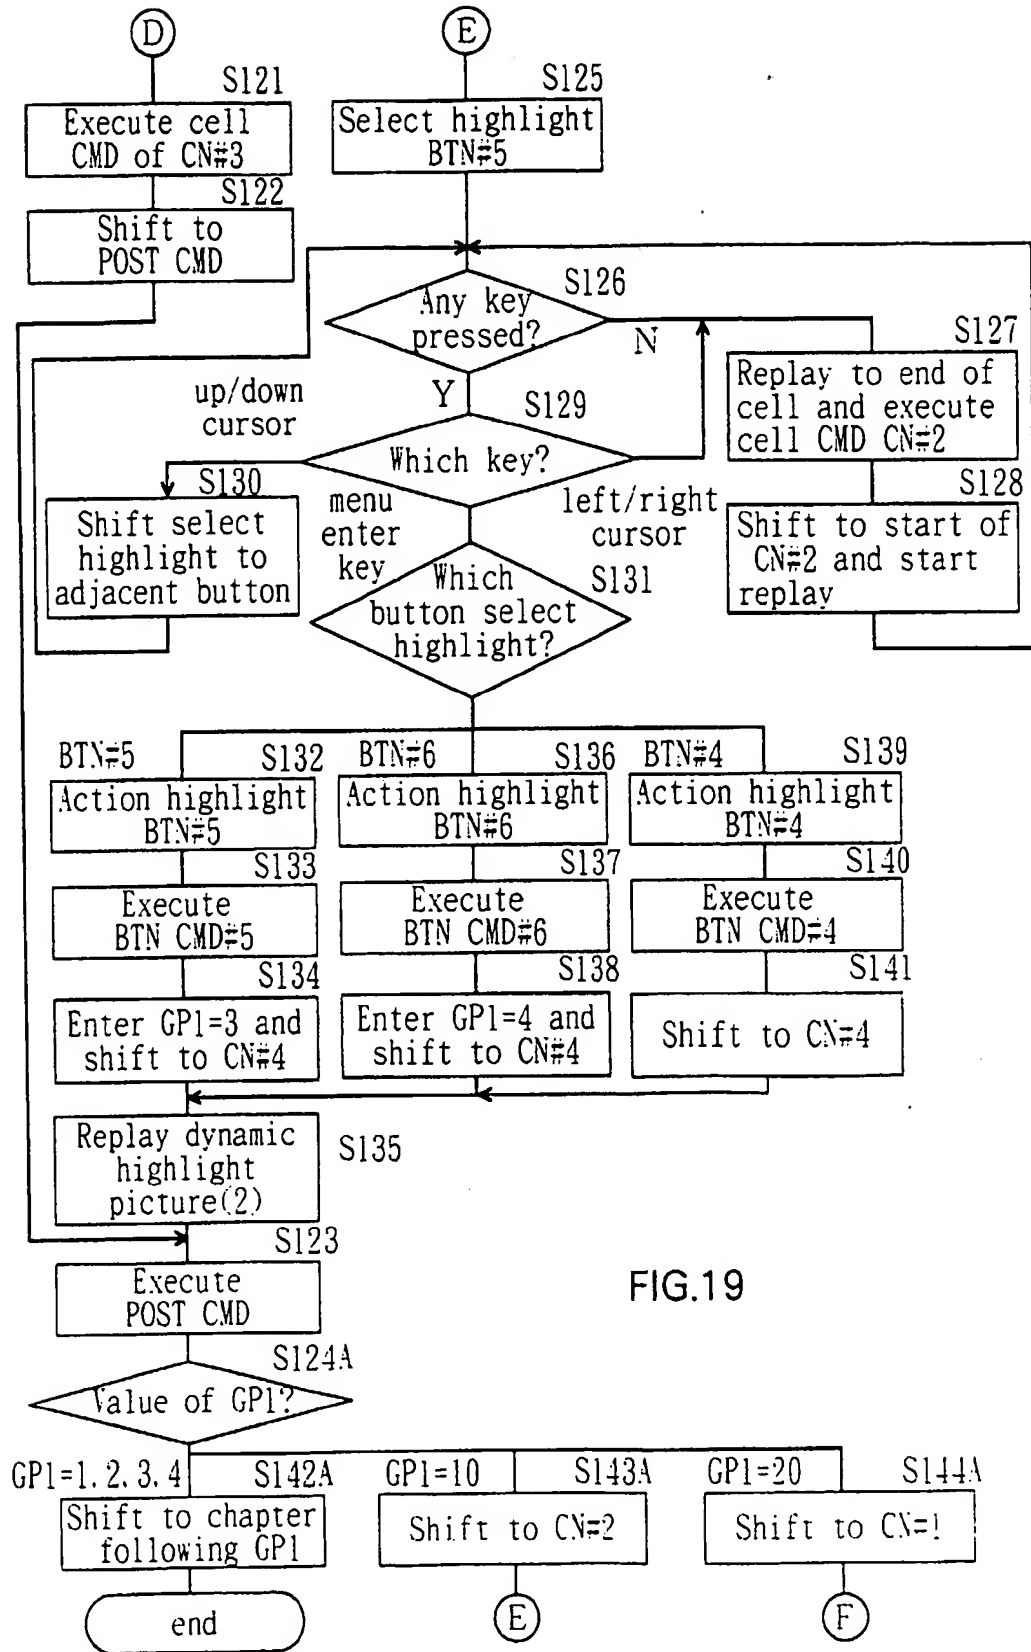 D
E
S121
Execute cell
CMD of CN#3
S122
Shift to
POST CMD
S125
Select highlight
BTN#5
S126
Any key
pressed?
N
Y
S127
Replay to end of
cell and execute
cell CMD CN#2
S128
Shift to start of
CN#2 and start
replay
S129
Which key?
up/down
cursor
menu
enter
key
left/right
cursor
S130
Shift select
highlight to
adjacent button
S131
Which
button select
highlight?
BTN#5
S132
Action highlight
BTN#5
S133
Execute
BTN CMD#5
S134
Enter GP1=3 and
shift to CN#4
BTN#6
S136
Action highlight
BTN#6
S137
Execute
BTN CMD#6
S138
Enter GP1=4 and
shift to CN#4
BTN#4
S139
Action highlight
BTN#4
S140
Execute
BTN CMD#4
S141
Shift to CN#4
Replay dynamic
highlight
picture(2)
S135
S123
Execute
POST CMD
FIG.19
S124A
Value of GP1?
GP1=1,2,3,4
S142A
Shift to chapter
following GP1
end
GP1=10
S143A
Shift to CN=2
E
GP1=20
S144A
Shift to CN=1
F